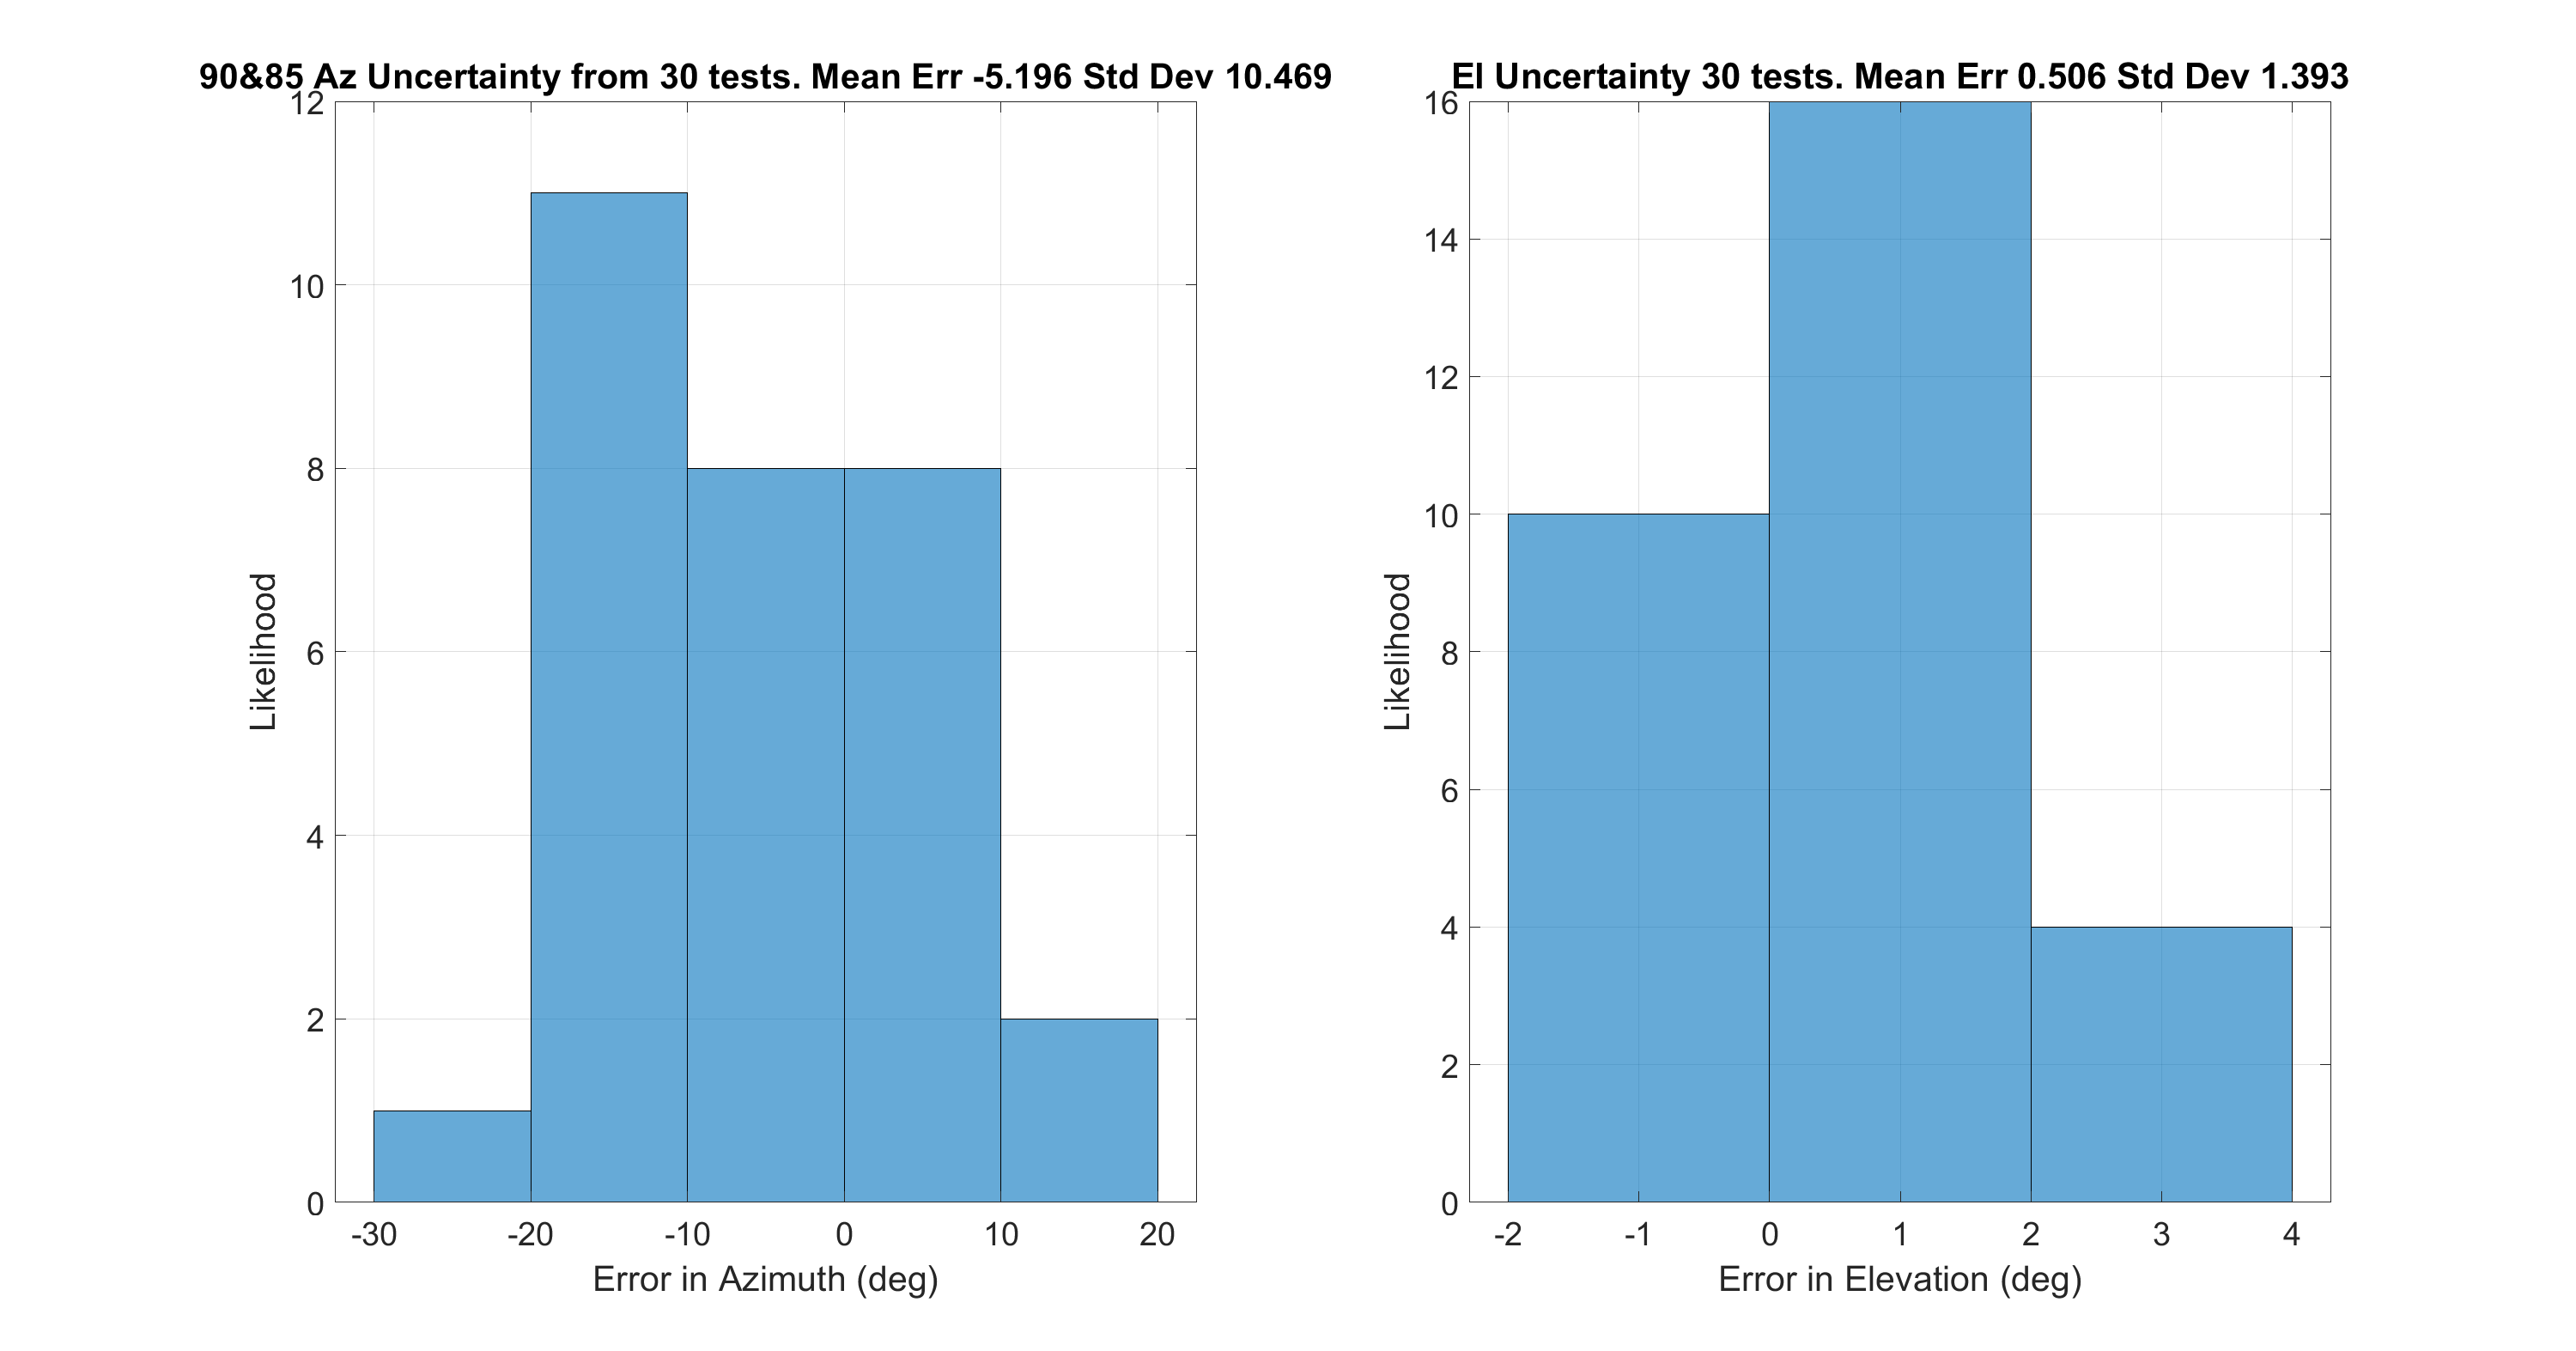 90&85 Az Uncertainty from 30 tests. Mean Err -5.196 Std Dev 10.469
12
10
8
6
4
2
0
Likelihood
-30 -20 -10 0 10 20
Error in Azimuth (deg)
El Uncertainty 30 tests. Mean Err 0.506 Std Dev 1.393
16
14
12
10
8
6
4
2
0
Likelihood
-2 -1 0 1 2 3 4
Error in Elevation (deg)